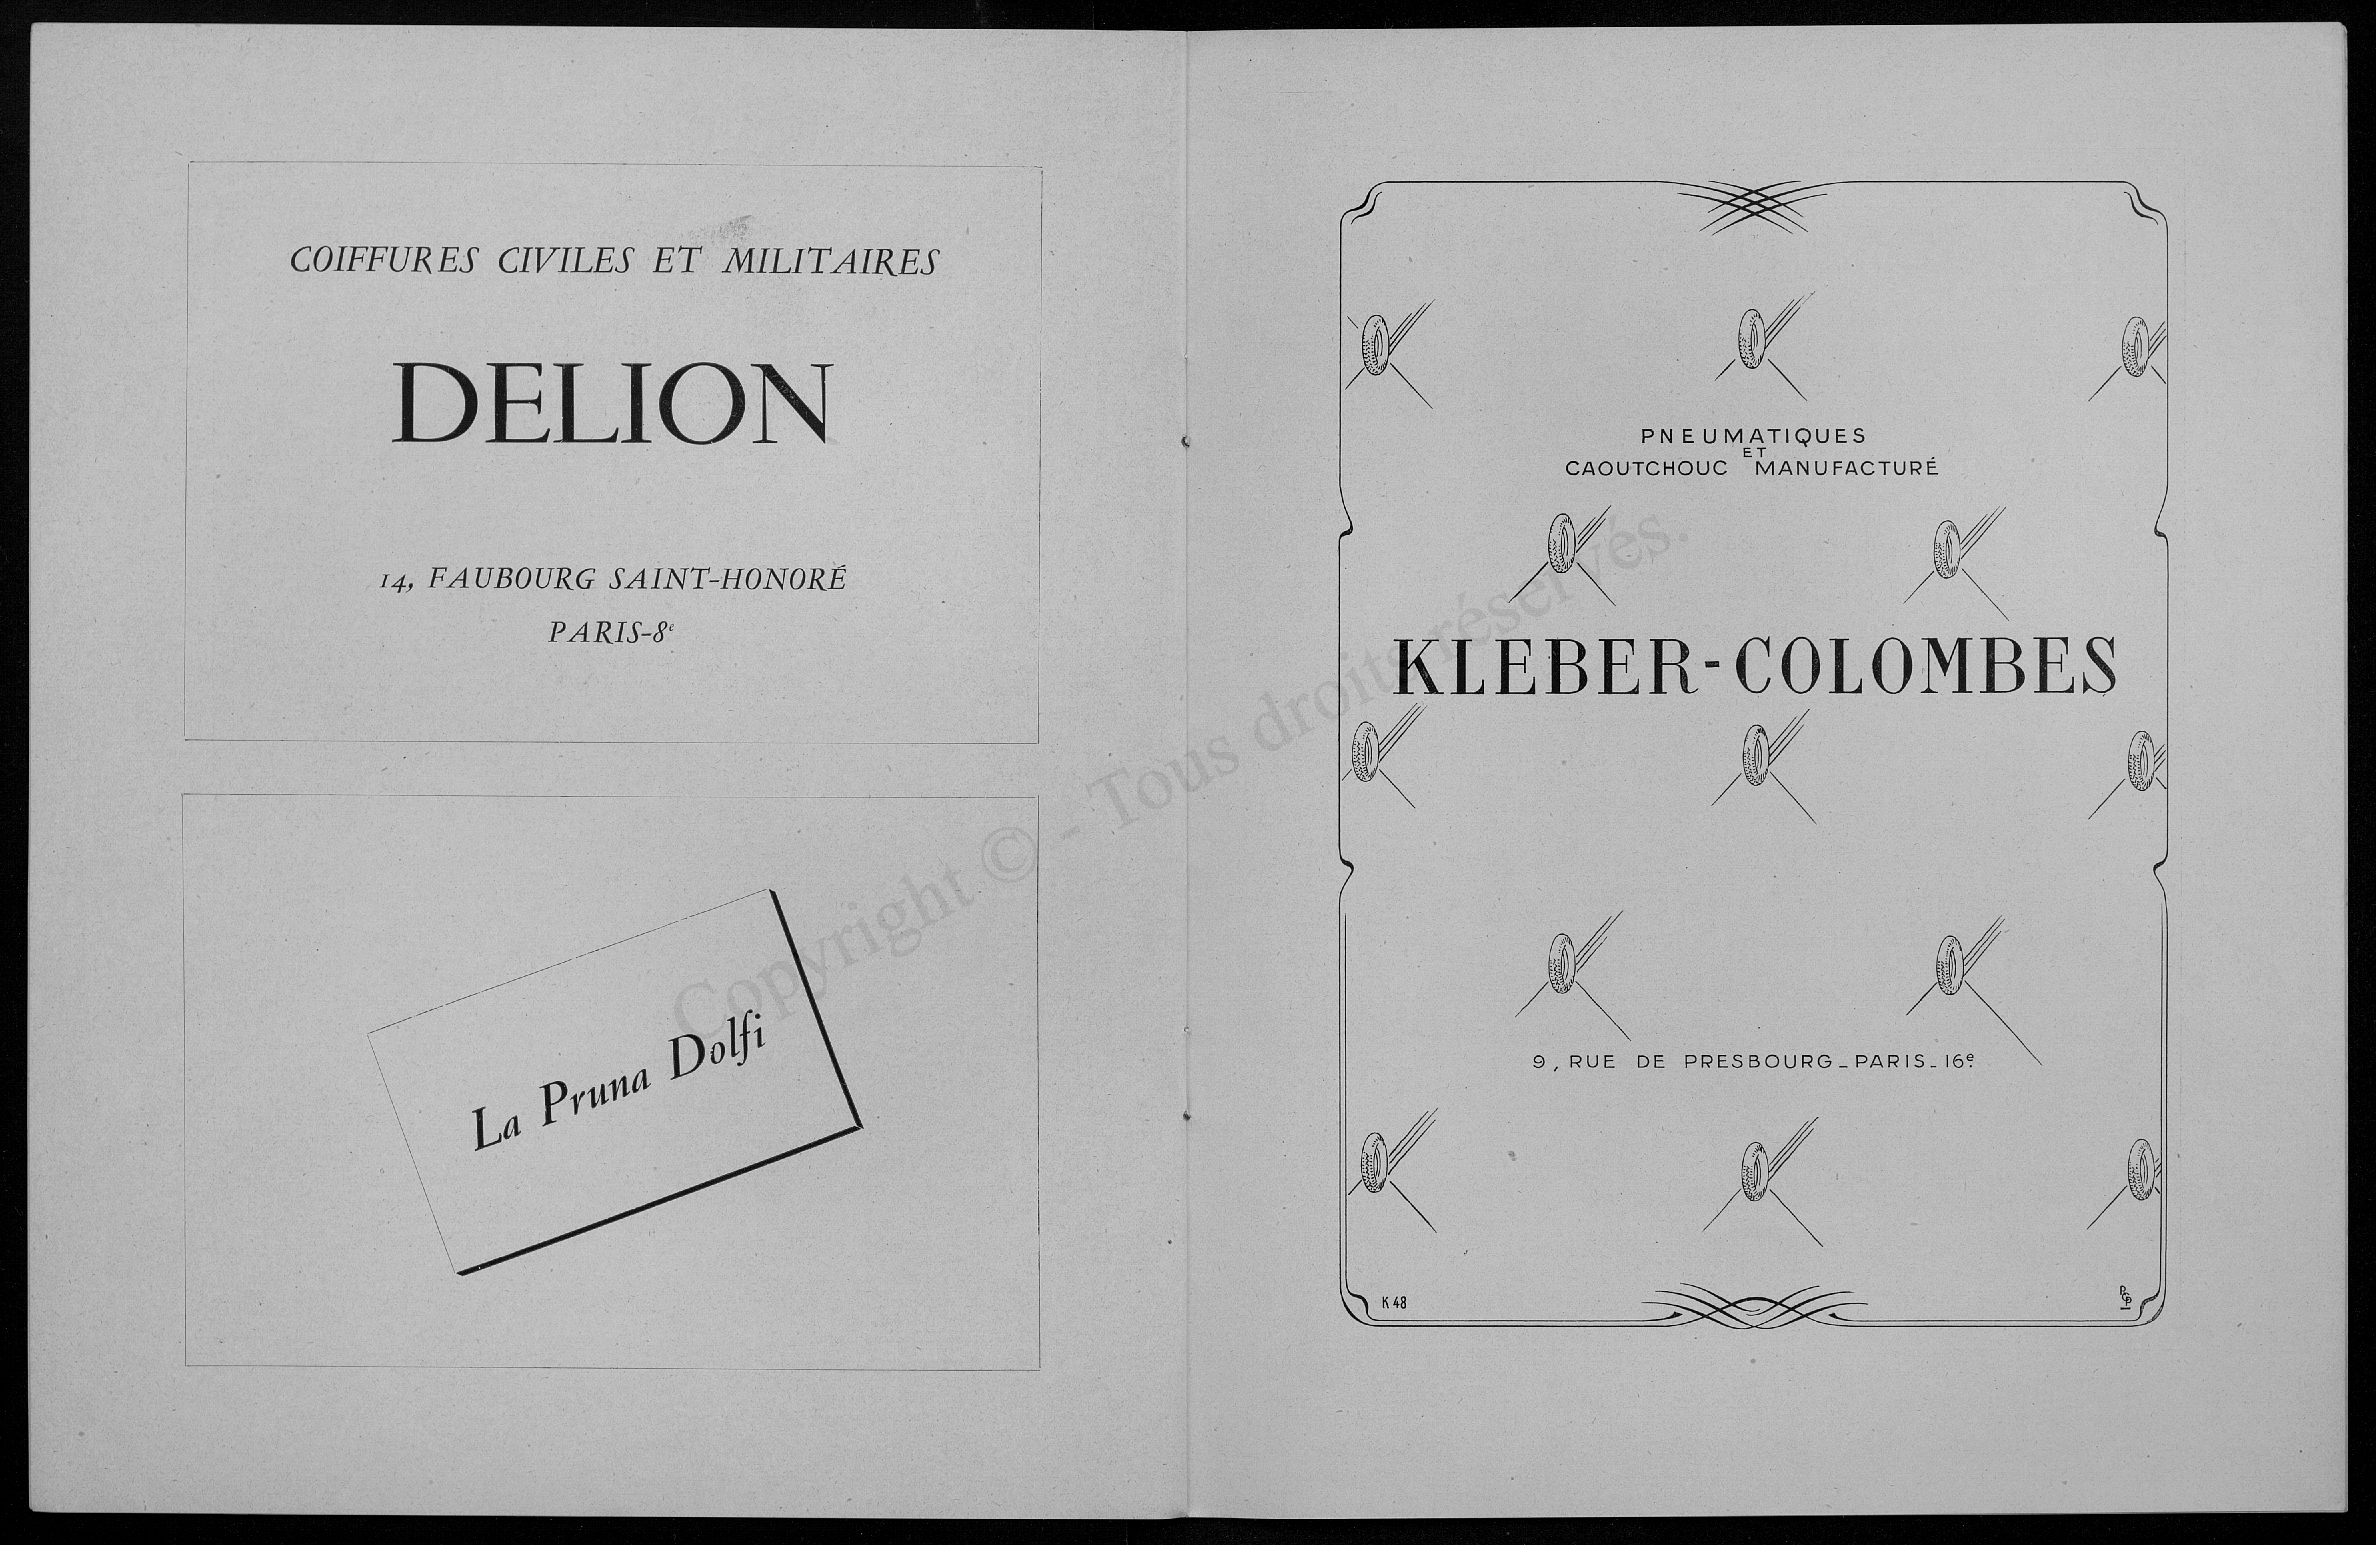 COIFFURES CIVILES ET MILITAIRES
DELION
14, FAUBOURG SAINT-HONORÉ
PARIS-8e
La Pruna Dolfi
PNEUMATIQUES
ET
CAOUTCHOUC MANUFACTURÉ
KLEBER-COLOMBES
9, RUE DE PRESBOURG_PARIS_16e
K 48
Copyright © - Tous droits réservés.